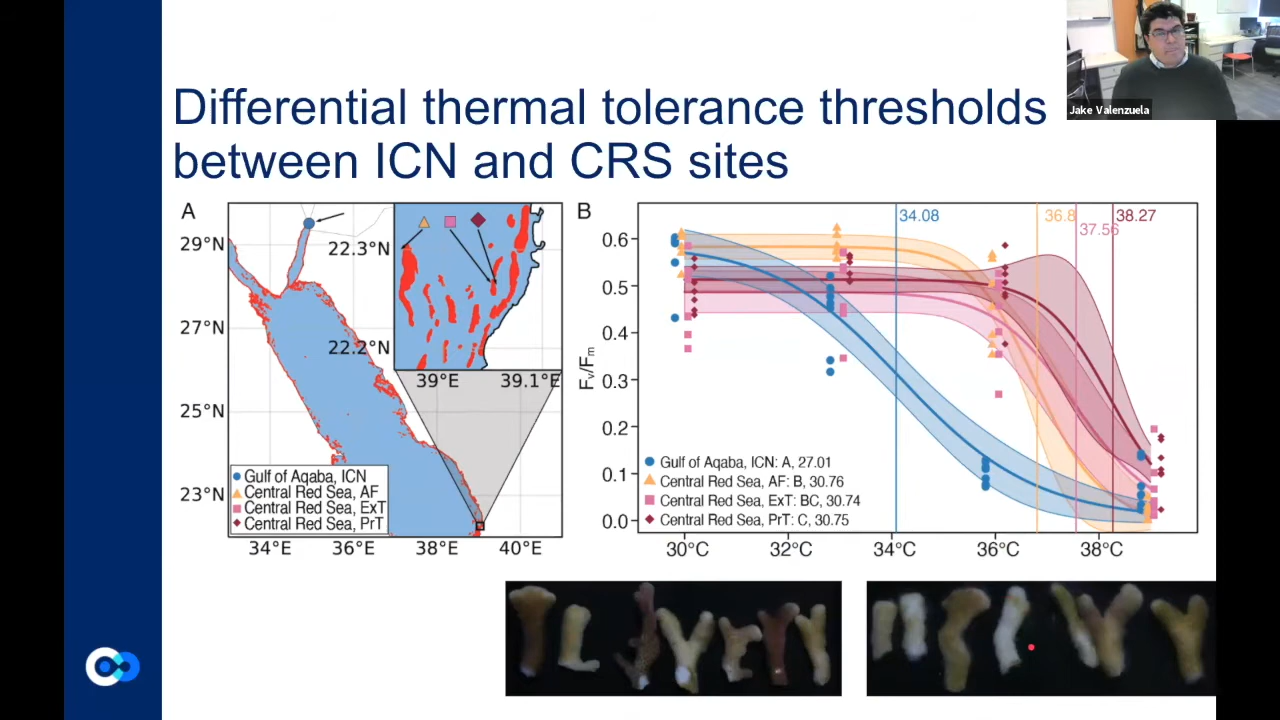 Jake Valenzuela
Differential thermal tolerance thresholds
between ICN and CRS sites
A
29°N
27°N
25°N
23°N
22.3°N
22.2°N
39°E
39.1°E
Gulf of Aqaba, ICN
Central Red Sea, AF
Central Red Sea, ExT
Central Red Sea, PrT
34°E
36°E
38°E
40°E
B
34.08
36.8
37.56
38.27
Fv/Fm
0.6
0.5
0.4
0.3
0.2
0.1
0.0
Gulf of Aqaba, ICN: A, 27.01
Central Red Sea, AF: B, 30.76
Central Red Sea, ExT: BC, 30.74
Central Red Sea, PrT: C, 30.75
30°C
32°C
34°C
36°C
38°C